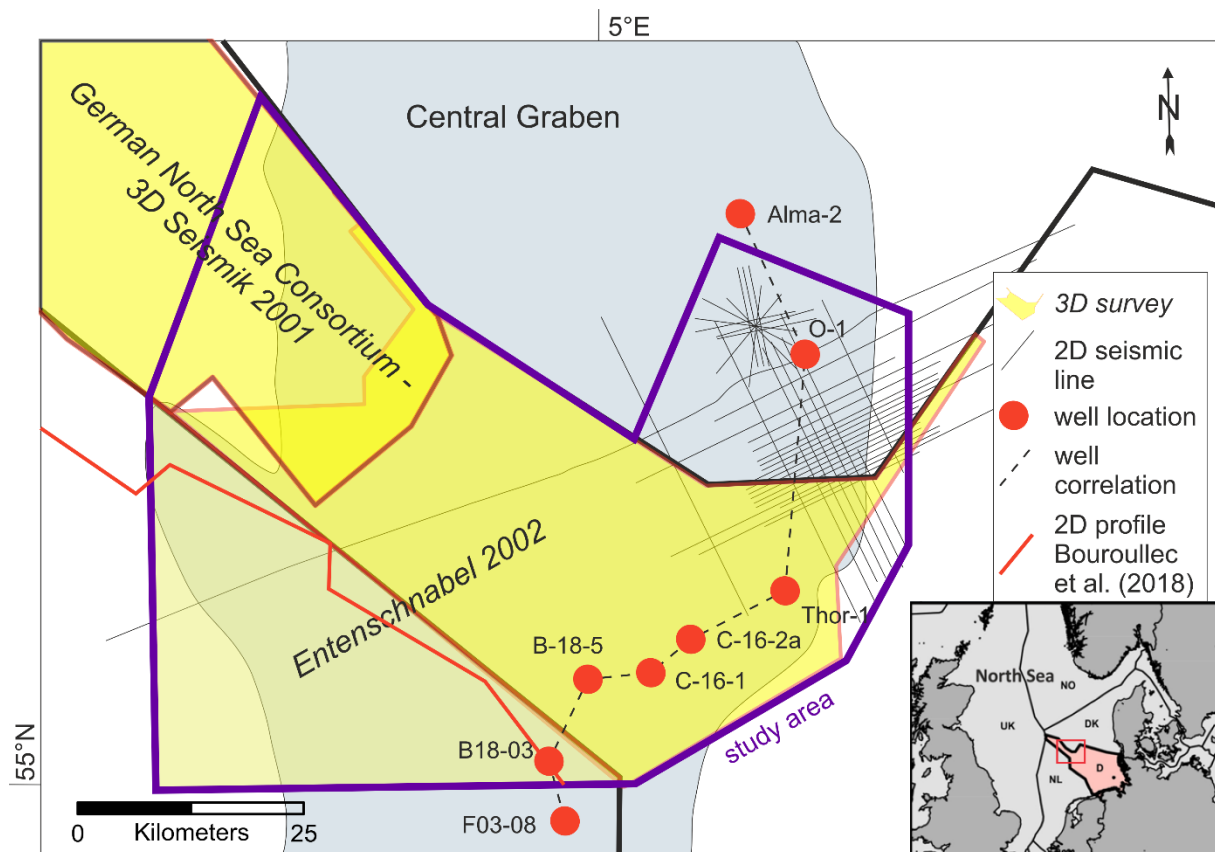 5°E
N
Central Graben
German North Sea Consortium -
3D Seismik 2001
Alma-2
O-1
3D survey
2D seismic
line
well location
well
correlation
2D profile
Bouroullec
et al. (2018)
Entenschnabel 2002
Thor-1
C-16-2a
B-18-5
C-16-1
study area
B18-03
F03-08
55°N
0
25
Kilometers
North Sea
NO
UK
DK
NL
D